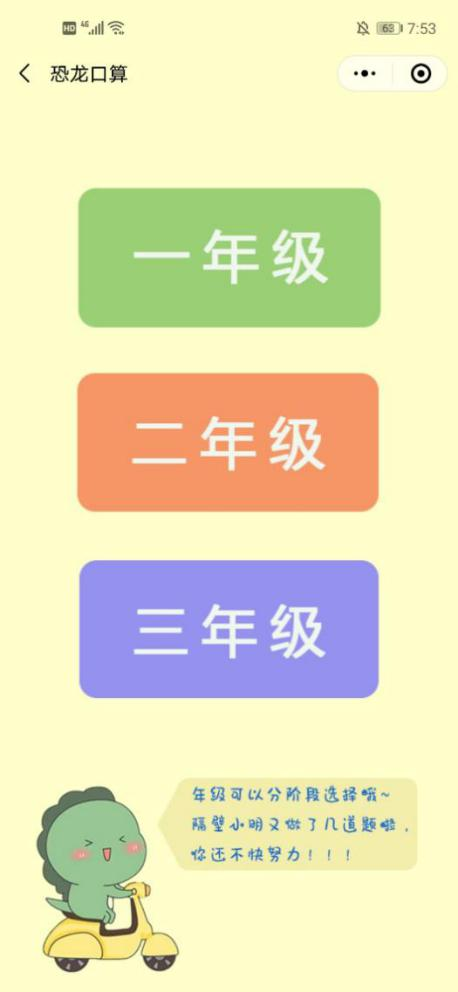 HD 4G 63 7:53
恐龙口算
一年级
二年级
三年级
年级可以分阶段选择哦~
隔壁小明又做了几道题啦，
你还不快努力！！！